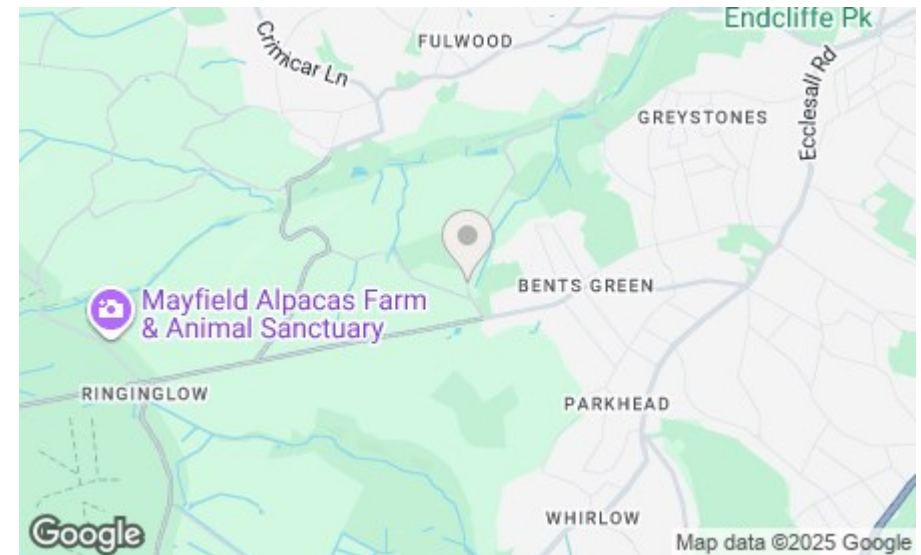 Endcliffe Pk
Crimicar Ln
FULWOOD
Ecclesall Rd
GREYSTONES
BENTS GREEN
Mayfield Alpacas Farm
& Animal Sanctuary
RINGINGLOW
PARKHEAD
WHIRLOW
Google
Map data ©2025 Google